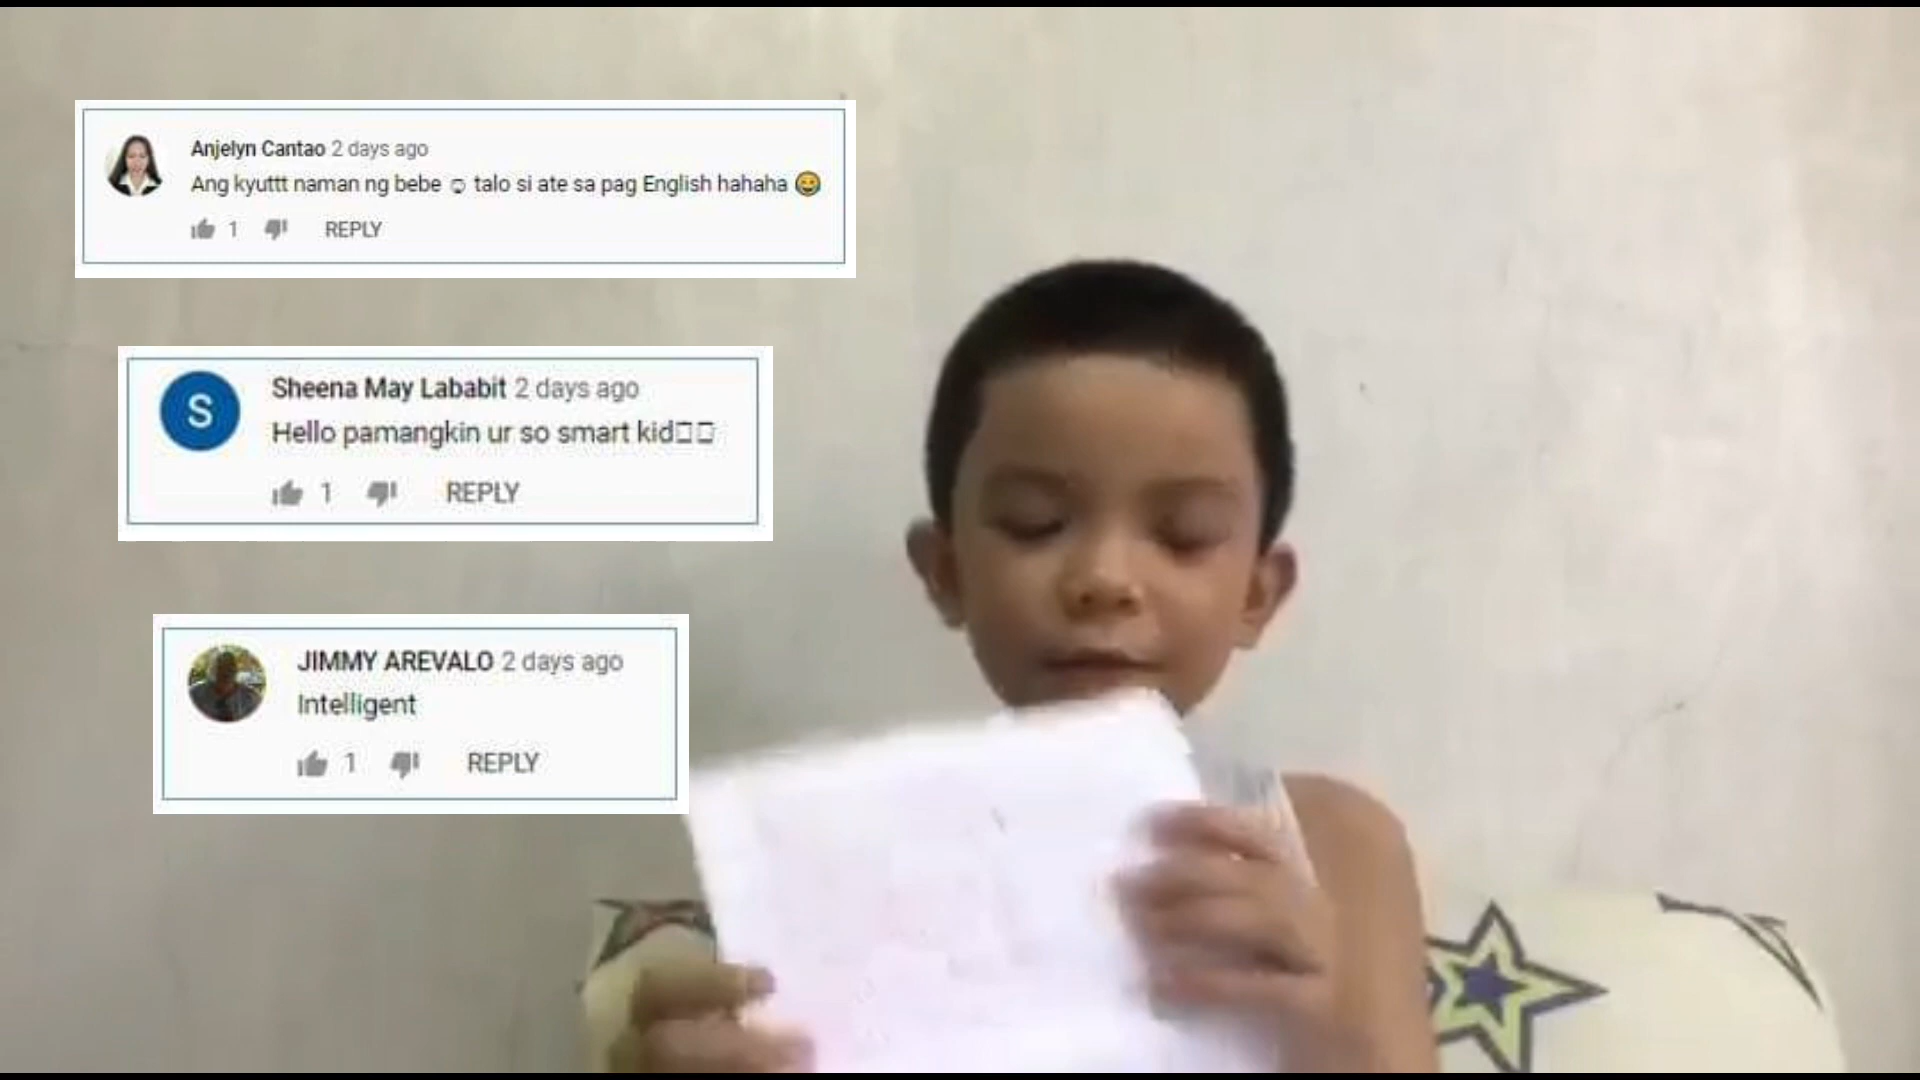 Anjelyn Cantao 2 days ago
Ang kyuttt naman ng bebe ☺ talo si ate sa pag English hahaha 😂
1 REPLY
S
Sheena May Lababit 2 days ago
Hello pamangkin ur so smart kid□□
1 REPLY
JIMMY AREVALO 2 days ago
Intelligent
1 REPLY